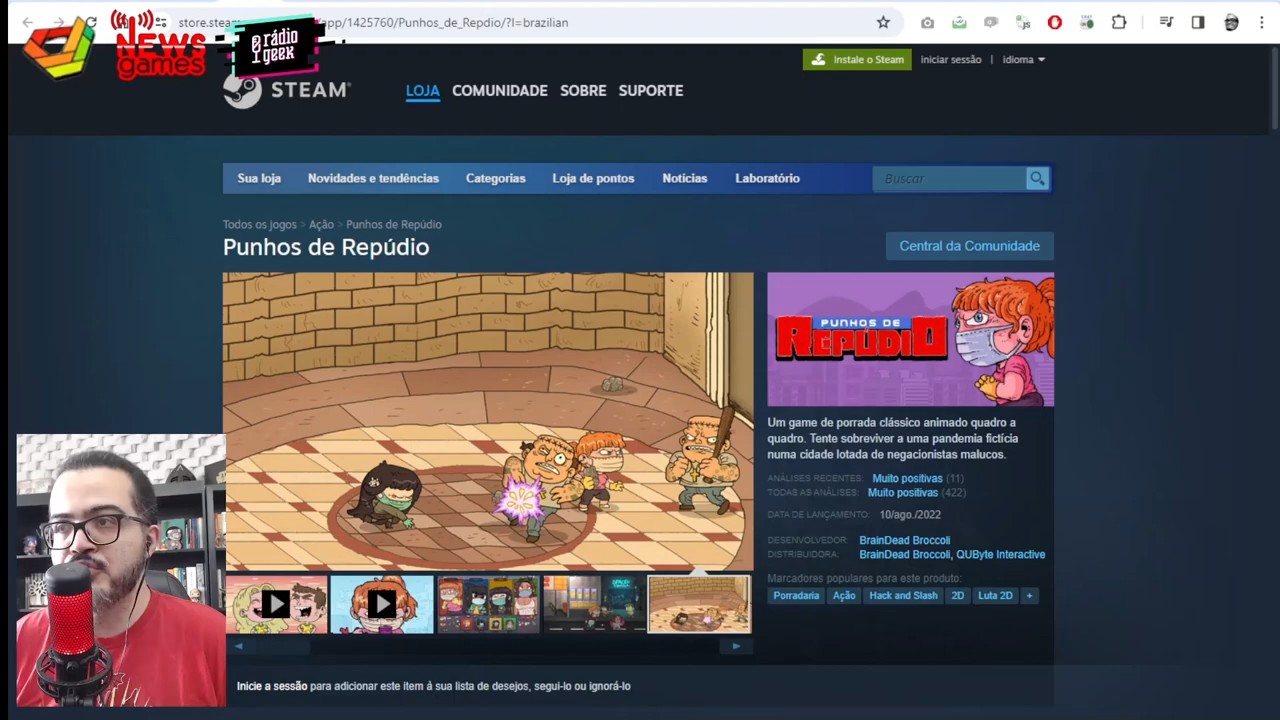 store.steam
app/1425760/Punhos_de_Repdio/?l=brazilian
NEWS
games
rádio
geek
STEAM®
LOJA
COMUNIDADE
SOBRE
SUPORTE
Instale o Steam
iniciar sessão | idioma
Sua loja
Novidades e tendências
Categorias
Loja de pontos
Notícias
Laboratório
Buscar
Todos os jogos > Ação > Punhos de Repúdio
Punhos de Repúdio
Central da Comunidade
PUNHOS DE
REPÚDIO
Um game de porrada clássico animado quadro a
quadro. Tente sobreviver a uma pandemia fictícia
numa cidade lotada de negacionistas malucos.
ANÁLISES RECENTES: Muito positivas (11)
TODAS AS ANÁLISES: Muito positivas (422)
DATA DE LANÇAMENTO: 10/ago./2022
DESENVOLVEDOR: BrainDead Broccoli
DISTRIBUIDORA: BrainDead Broccoli, QUByte Interactive
Marcadores populares para este produto:
Porradaria
Ação
Hack and Slash
2D
Luta 2D
+
Inicie a sessão para adicionar este item à sua lista de desejos, segui-lo ou ignorá-lo